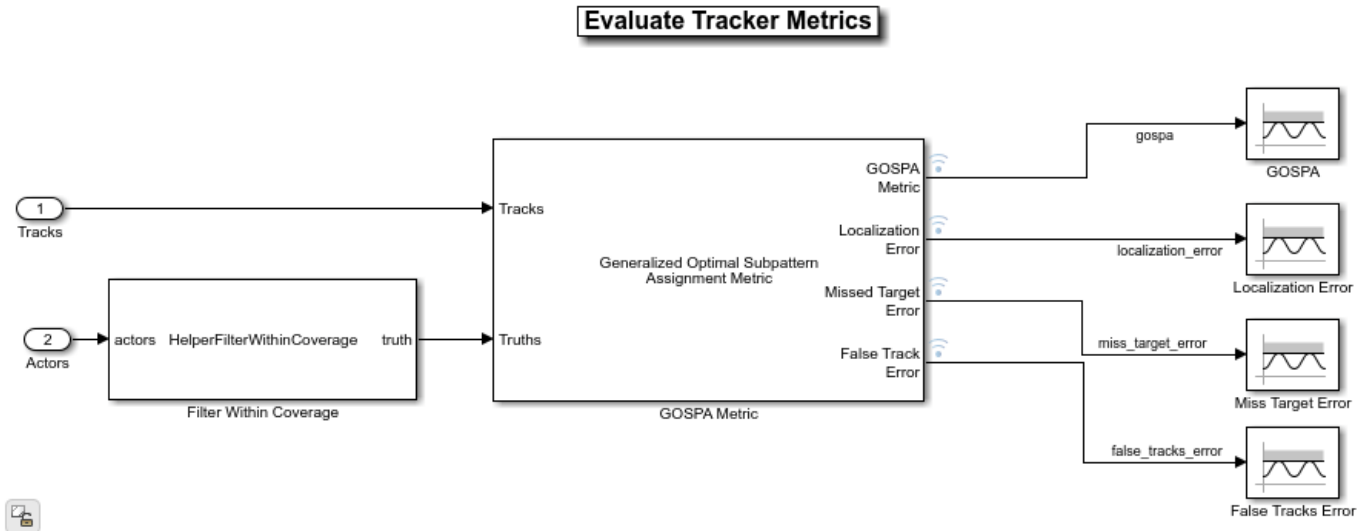 Evaluate Tracker Metrics
gospa
GOSPA
GOSPA
Metric
1
Tracks
Tracks
Localization
Error
localization_error
Localization Error
Generalized Optimal Subpattern
Assignment Metric
Missed Target
Error
miss_target_error
Miss Target Error
2
Actors
actors
HelperFilterWithinCoverage
truth
Truths
False Track
Error
Filter Within Coverage
GOSPA Metric
false_tracks_error
False Tracks Error